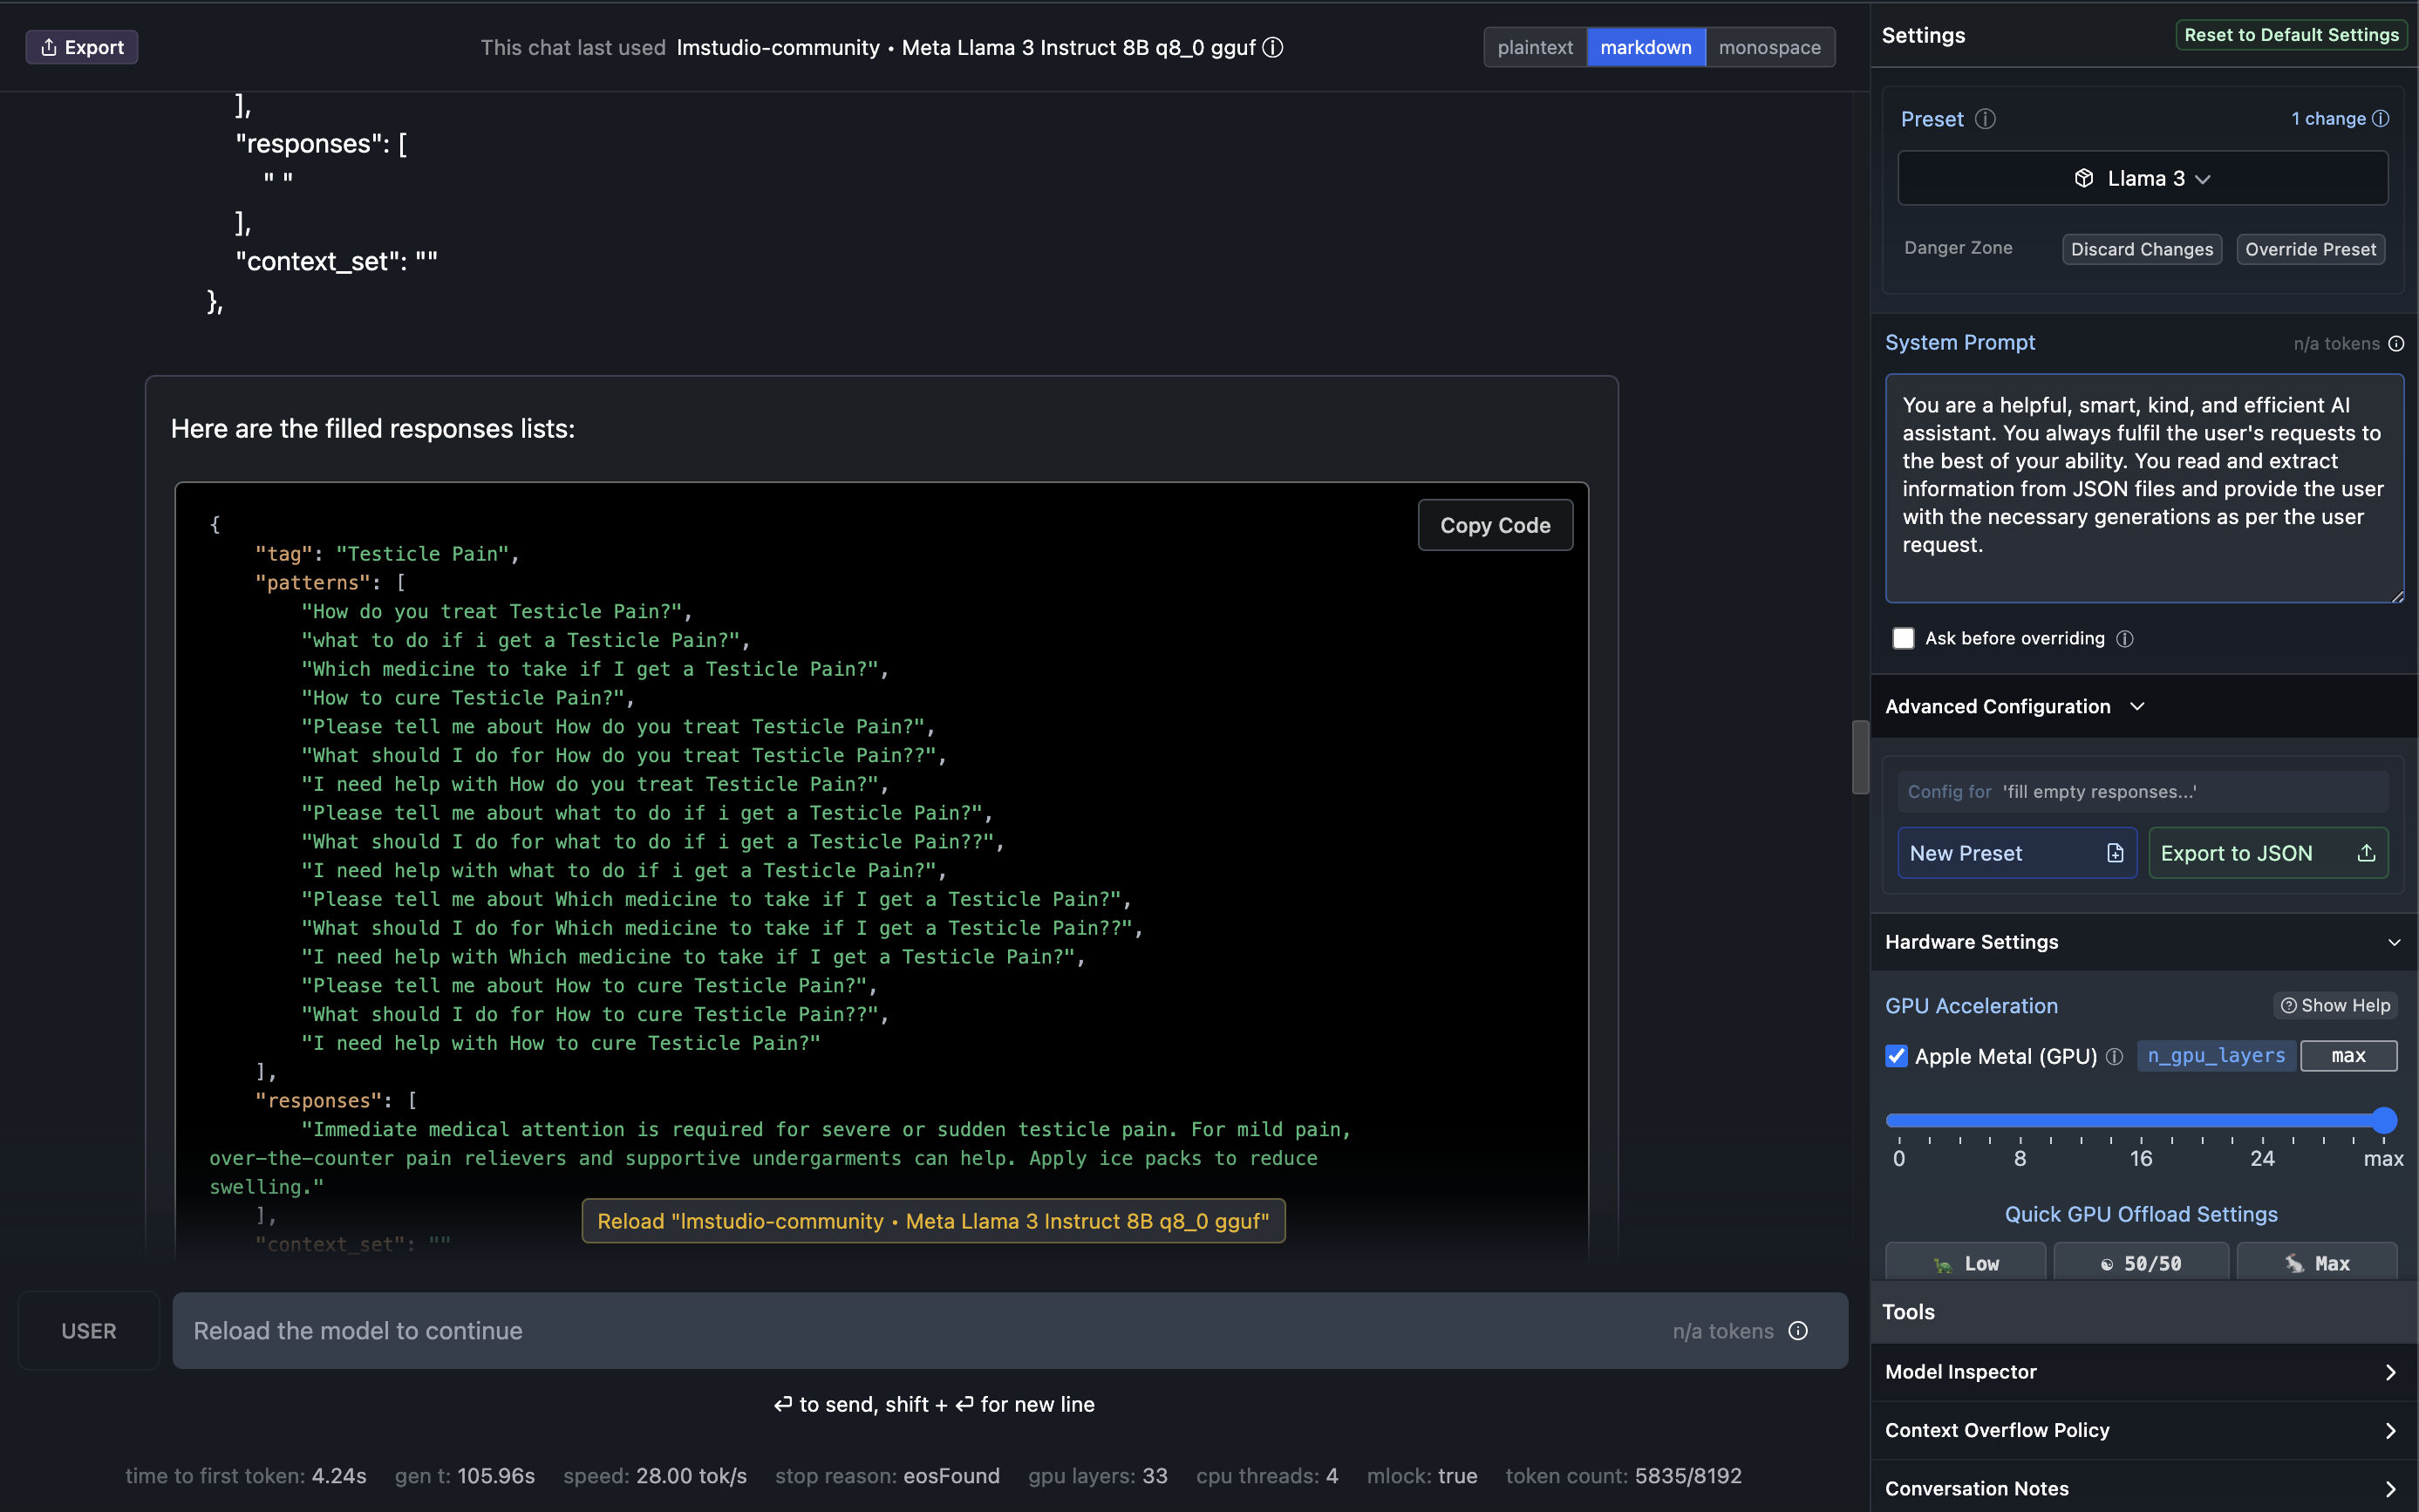 Export
This chat last used lmstudio-community • Meta Llama 3 Instruct 8B q8_0 gguf
plaintext markdown monospace
],
"responses": [
" "
],
"context_set": ""
},
Here are the filled responses lists:
Copy Code
{
"tag": "Testicle Pain",
"patterns": [
"How do you treat Testicle Pain?",
"what to do if i get a Testicle Pain?",
"Which medicine to take if I get a Testicle Pain?",
"How to cure Testicle Pain?",
"Please tell me about How do you treat Testicle Pain?",
"What should I do for How do you treat Testicle Pain??",
"I need help with How do you treat Testicle Pain?",
"Please tell me about what to do if i get a Testicle Pain?",
"What should I do for what to do if i get a Testicle Pain??",
"I need help with what to do if i get a Testicle Pain?",
"Please tell me about Which medicine to take if I get a Testicle Pain?",
"What should I do for Which medicine to take if I get a Testicle Pain??",
"I need help with Which medicine to take if I get a Testicle Pain?",
"Please tell me about How to cure Testicle Pain?",
"What should I do for How to cure Testicle Pain??",
"I need help with How to cure Testicle Pain?"
],
"responses": [
"Immediate medical attention is required for severe or sudden testicle pain. For mild pain,
over-the-counter pain relievers and supportive undergarments can help. Apply ice packs to reduce
swelling."
],
"context_set": ""
Reload "lmstudio-community • Meta Llama 3 Instruct 8B q8_0 gguf"
USER
Reload the model to continue
n/a tokens
⏎ to send, shift + ⏎ for new line
time to first token: 4.24s gen t: 105.96s speed: 28.00 tok/s stop reason: eosFound gpu layers: 33 cpu threads: 4 mlock: true token count: 5835/8192
Settings
Reset to Default Settings
Preset
1 change
Llama 3
Danger Zone
Discard Changes
Override Preset
System Prompt
n/a tokens
You are a helpful, smart, kind, and efficient AI
assistant. You always fulfil the user's requests to
the best of your ability. You read and extract
information from JSON files and provide the user
with the necessary generations as per the user
request.
Ask before overriding
Advanced Configuration
Config for 'fill empty responses...'
New Preset
Export to JSON
Hardware Settings
GPU Acceleration
Show Help
Apple Metal (GPU) n_gpu_layers max
0 8 16 24 max
Quick GPU Offload Settings
Low 50/50 Max
Tools
Model Inspector
Context Overflow Policy
Conversation Notes